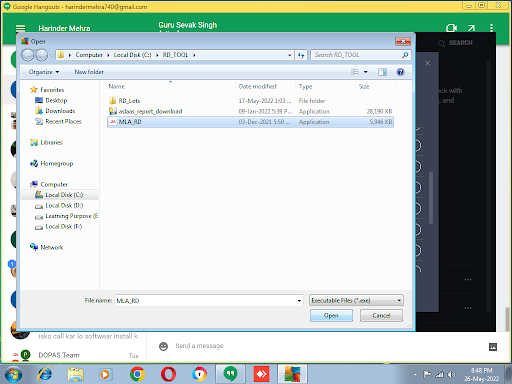 Google Hangouts - harindermehra740@gmail.com
Harinder Mehra
Gur Sevak Singh
SEARCH
Open
Computer ▸ Local Disk (C:) ▸ RD_TOOL ▸
Search RD_TOOL
Organize
New folder
Name
Date modified
Type
Size
Favorites
Desktop
Downloads
Recent Places
Libraries
Homegroup
Computer
Local Disk (C:)
Local Disk (D:)
Learning Purpose (E
Local Disk (F:)
Network
RD_Lots
17-May-2022 1:03 ...
File folder
aslaas_report_download
09-Jan-2022 5:39 P...
Application
28,190 KB
MLA_RD
03-Dec-2021 5:59 ...
Application
5,946 KB
ck with
, and
File name:
MLA_RD
Executable Files (*.exe)
Open
Cancel
isko call kar lo softwear install k
DOPAS Team
Tue
Send a message
8:48 PM
26-May-2022